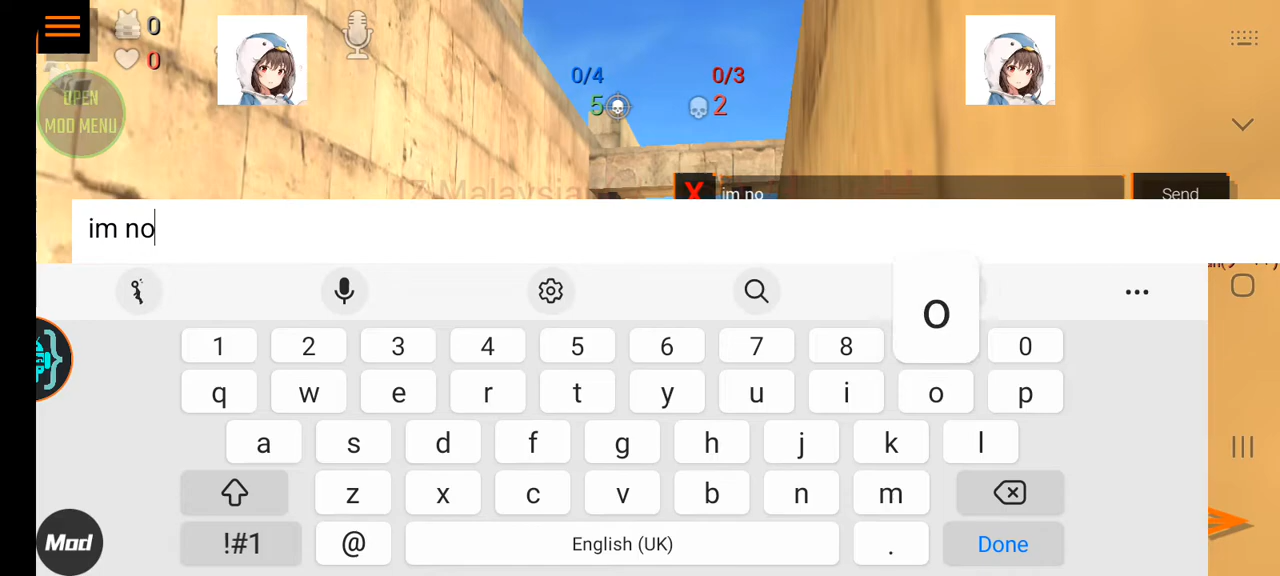 0
0
OPEN
MOD MENU
0/4
0/3
5
2
Malaysian
X
im no
Send
im no
o
1 2 3 4 5 6 7 8 0
q w e r t y u i o p
a s d f g h j k l
z x c v b n m
!#1 @ English (UK) . Done
Mod